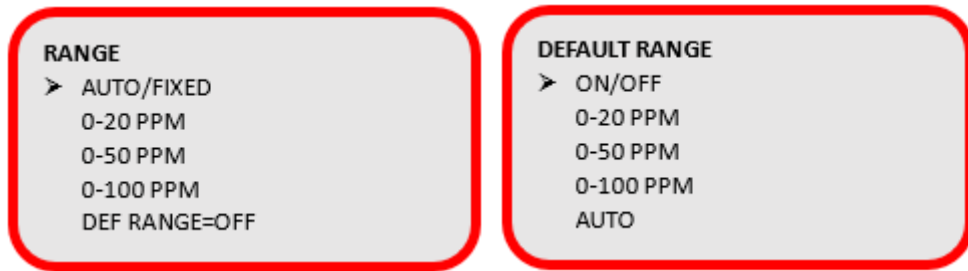 RANGE
➢ AUTO/FIXED
0-20 PPM
0-50 PPM
0-100 PPM
DEF RANGE=OFF
DEFAULT RANGE
➢ ON/OFF
0-20 PPM
0-50 PPM
0-100 PPM
AUTO